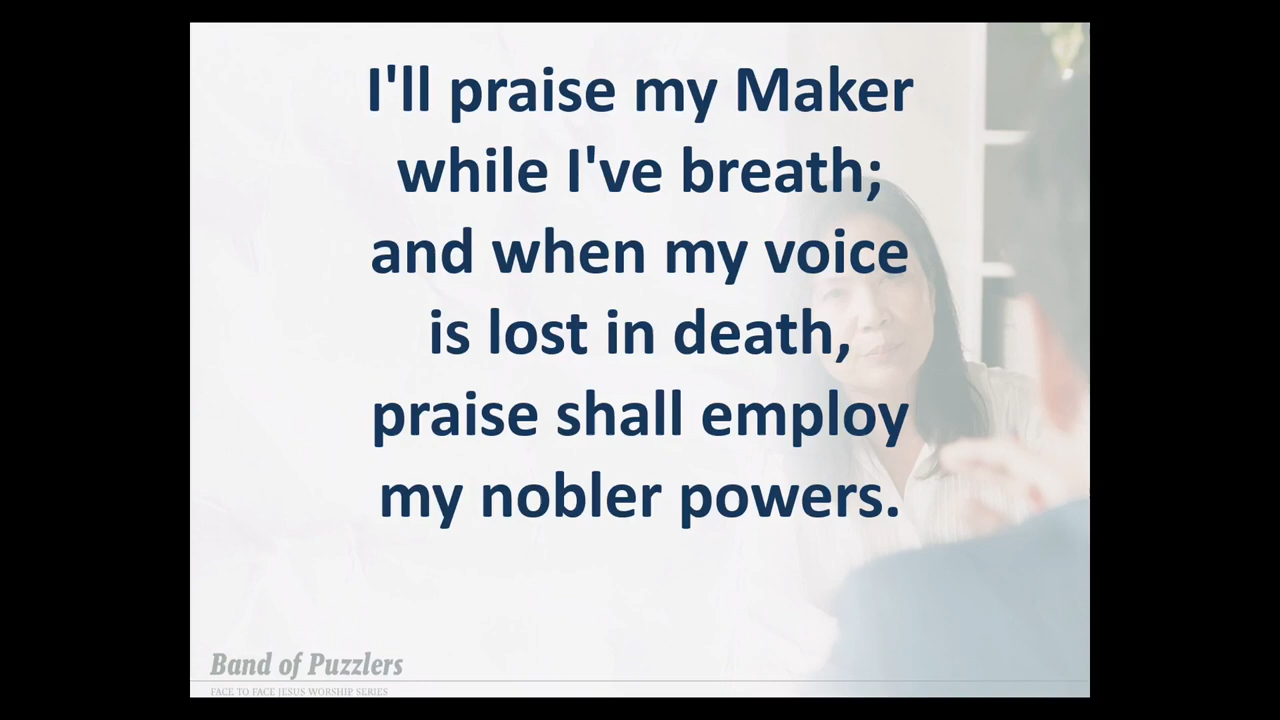 I'll praise my Maker
while I've breath;
and when my voice
is lost in death,
praise shall employ
my nobler powers.
Band of Puzzlers
FACE TO FACE JESUS WORSHIP SERIES